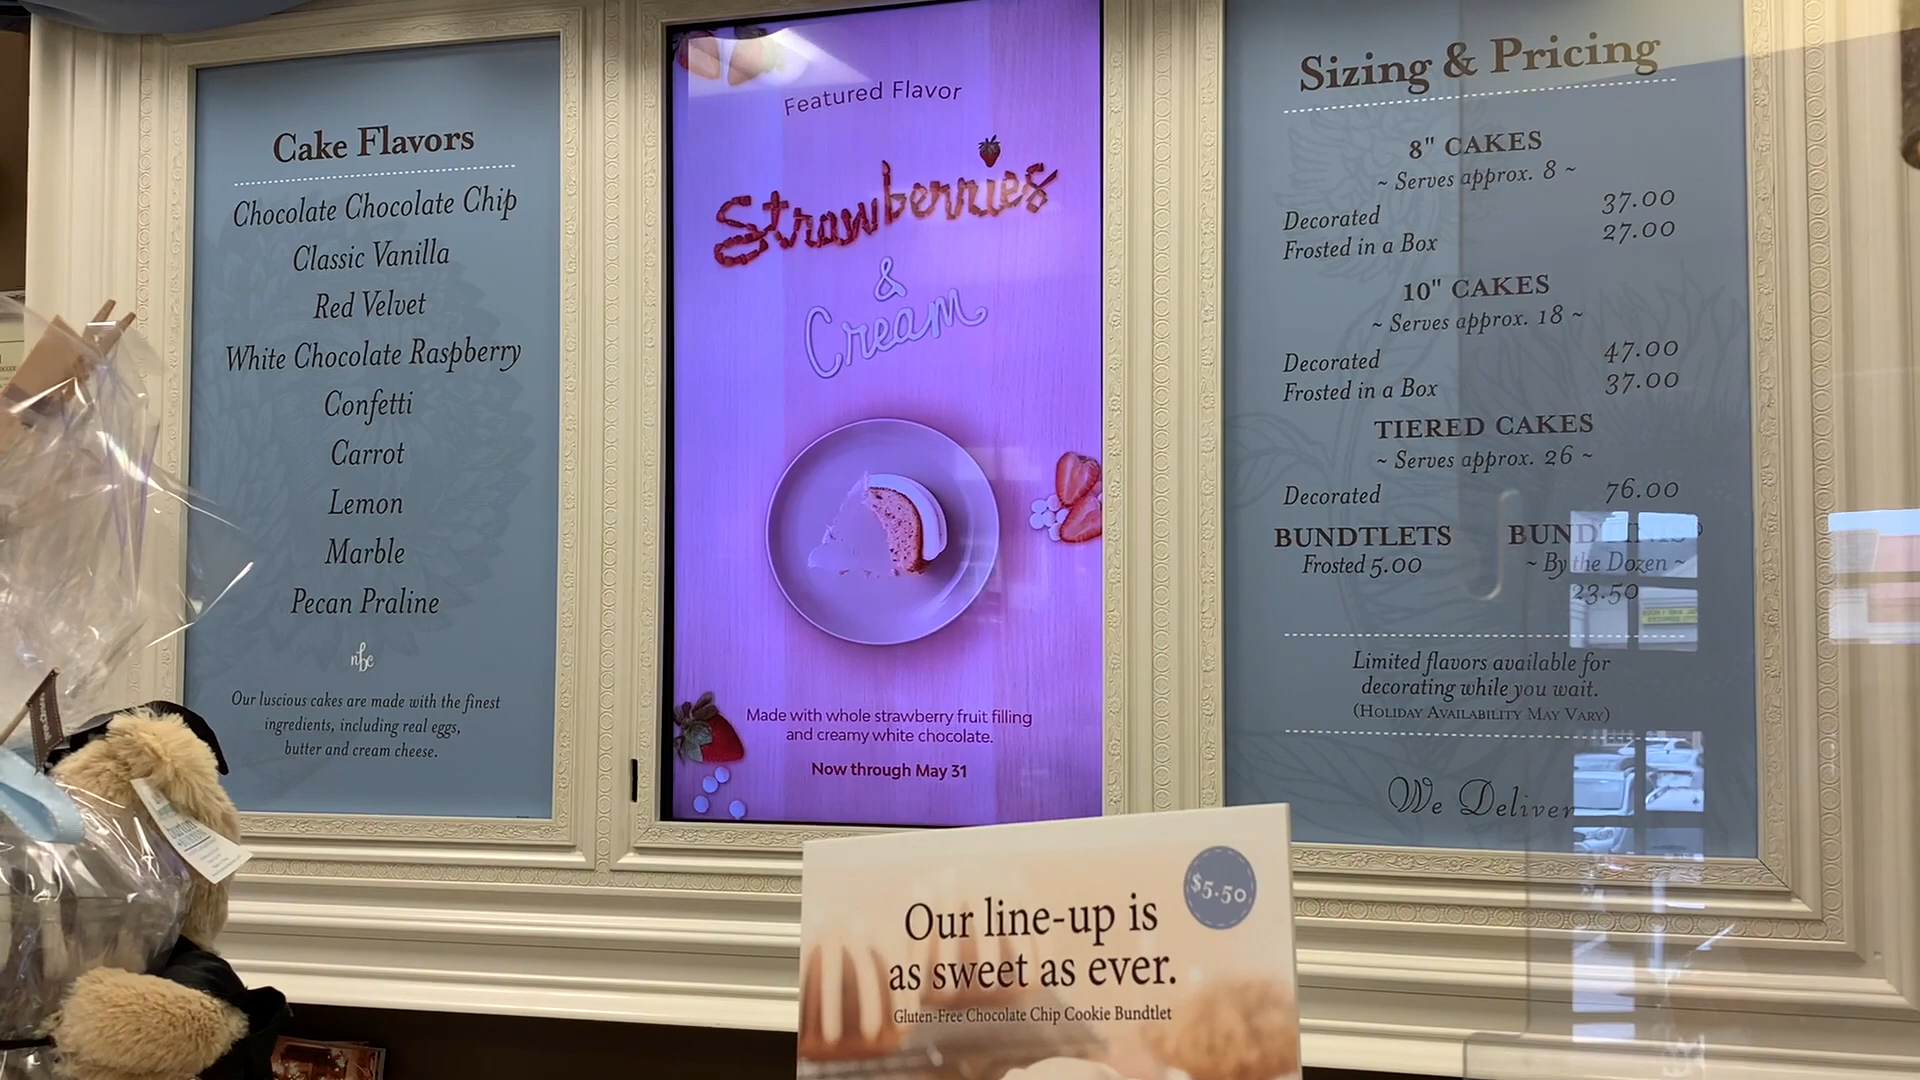 Cake Flavors
Chocolate Chocolate Chip
Classic Vanilla
Red Velvet
White Chocolate Raspberry
Confetti
Carrot
Lemon
Marble
Pecan Praline
nbc
Our luscious cakes are made with the finest
ingredients, including real eggs,
butter and cream cheese.
Featured Flavor
Strawberries
&
Cream
Made with whole strawberry fruit filling
and creamy white chocolate.
Now through May 31
Sizing & Pricing
8" CAKES
~ Serves approx. 8 ~
Decorated 37.00
Frosted in a Box 27.00
10" CAKES
~ Serves approx. 18 ~
Decorated 47.00
Frosted in a Box 37.00
TIERED CAKES
~ Serves approx. 26 ~
Decorated 76.00
BUNDTLETS
Frosted 5.00
~ By the Dozen ~
23.50
Limited flavors available for
decorating while you wait.
(HOLIDAY AVAILABILITY MAY VARY)
We Deliver
$5.50
Our line-up is
as sweet as ever.
Gluten-Free Chocolate Chip Cookie Bundtlet